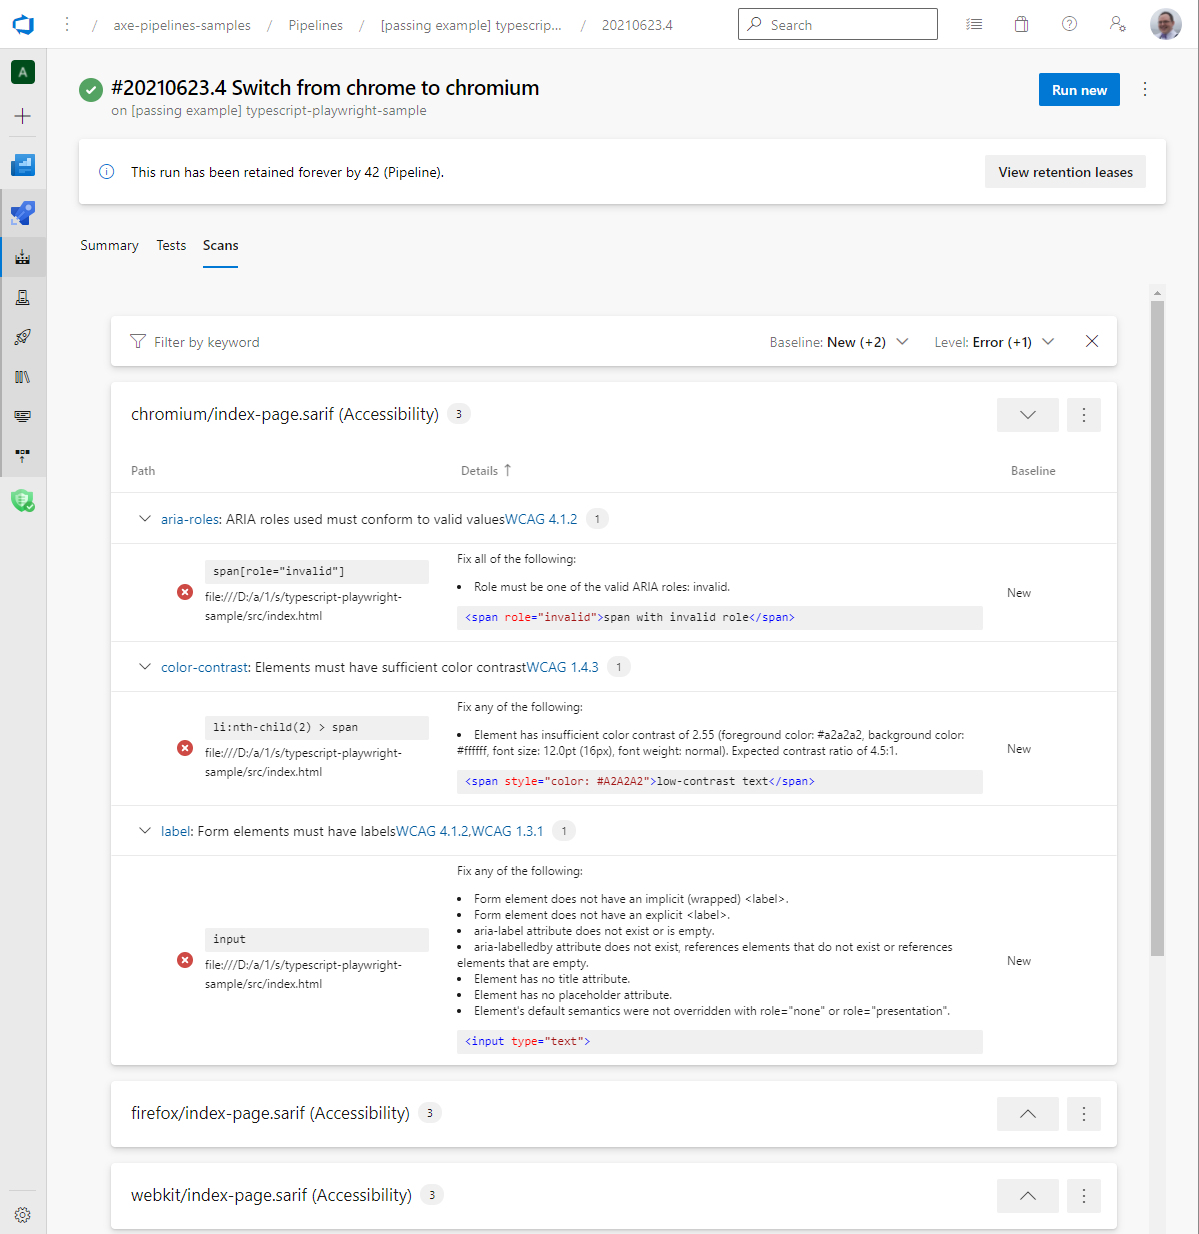 / axe-pipelines-samples / Pipelines / [passing example] typescrip... / 20210623.4
Search
A
#20210623.4 Switch from chrome to chromium
on [passing example] typescript-playwright-sample
Run new
This run has been retained forever by 42 (Pipeline).
View retention leases
Summary Tests Scans
Filter by keyword
Baseline: New (+2)
Level: Error (+1)
chromium/index-page.sarif (Accessibility) 3
Path Details ↑ Baseline
aria-roles: ARIA roles used must conform to valid valuesWCAG 4.1.2 1
span[role="invalid"]
file:///D:/a/1/s/typescript-playwright-
sample/src/index.html
Fix all of the following:
• Role must be one of the valid ARIA roles: invalid.
<span role="invalid">span with invalid role</span>
New
color-contrast: Elements must have sufficient color contrastWCAG 1.4.3 1
li:nth-child(2) > span
file:///D:/a/1/s/typescript-playwright-
sample/src/index.html
Fix any of the following:
• Element has insufficient color contrast of 2.55 (foreground color: #a2a2a2, background color:
#ffffff, font size: 12.0pt (16px), font weight: normal). Expected contrast ratio of 4.5:1.
<span style="color: #A2A2A2">low-contrast text</span>
New
label: Form elements must have labelsWCAG 4.1.2,WCAG 1.3.1 1
input
file:///D:/a/1/s/typescript-playwright-
sample/src/index.html
Fix any of the following:
• Form element does not have an implicit (wrapped) <label>.
• Form element does not have an explicit <label>.
• aria-label attribute does not exist or is empty.
• aria-labelledby attribute does not exist, references elements that do not exist or references
elements that are empty.
• Element has no title attribute.
• Element has no placeholder attribute.
• Element's default semantics were not overridden with role="none" or role="presentation".
<input type="text">
New
firefox/index-page.sarif (Accessibility) 3
webkit/index-page.sarif (Accessibility) 3